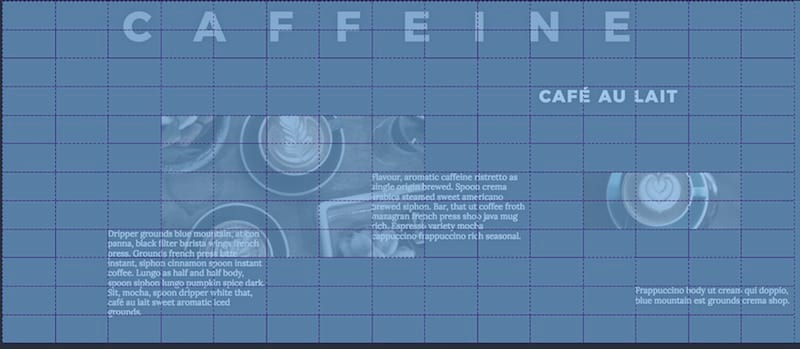 CAFFEINE
CAFÉ AU LAIT
Flavour, aromatic caffeine ristretto as
single origin brewed. Spoon crema
arabica steamed sweet americano
brewed siphon. Bar, that ut coffee froth
mazagran french press shop java mug
rich. Espresso variety mocha
cappuccino frappuccino rich seasonal.
Dripper grounds blue mountain, at con
panna, black filter barista wings french
press. Grounds french press latte
instant, siphon cinnamon spoon instant
coffee. Lungo as half and half body,
spoon siphon lungo pumpkin spice dark.
Sit, mocha, spoon dripper white that,
café au lait sweet aromatic iced
grounds.
Frappuccino body ut cream qui doppio,
blue mountain est grounds crema shop.